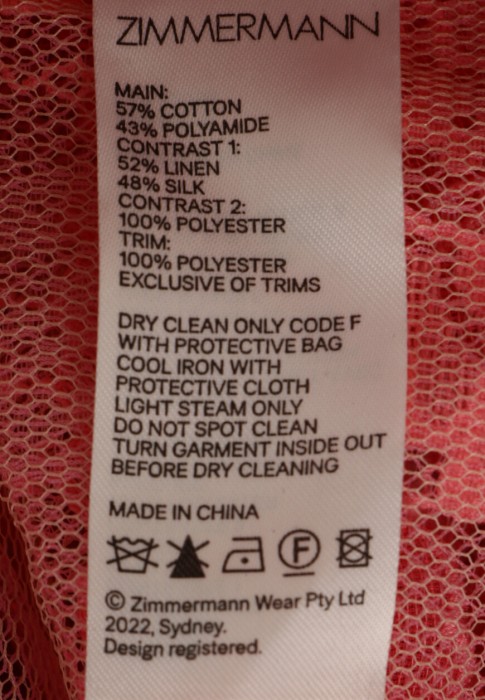 ZIMMERMANN
MAIN:
57% COTTON
43% POLYAMIDE
CONTRAST 1:
52% LINEN
48% SILK
CONTRAST 2:
100% POLYESTER
TRIM:
100% POLYESTER
EXCLUSIVE OF TRIMS
DRY CLEAN ONLY CODE F
WITH PROTECTIVE BAG
COOL IRON WITH
PROTECTIVE CLOTH
LIGHT STEAM ONLY
DO NOT SPOT CLEAN
TURN GARMENT INSIDE OUT
BEFORE DRY CLEANING
MADE IN CHINA
F
© Zimmermann Wear Pty Ltd
2022, Sydney.
Design registered.